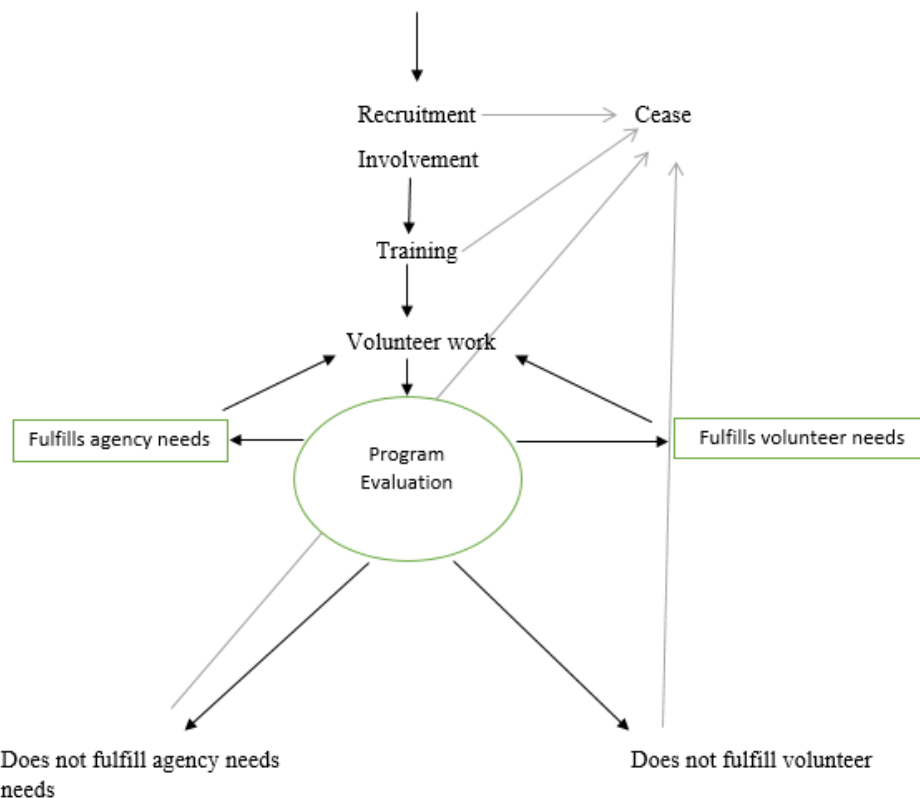 Recruitment
Cease
Involvement
Training
Volunteer work
Fulfills agency needs
Fulfills volunteer needs
Program
Evaluation
Does not fulfill agency needs
Does not fulfill volunteer
needs